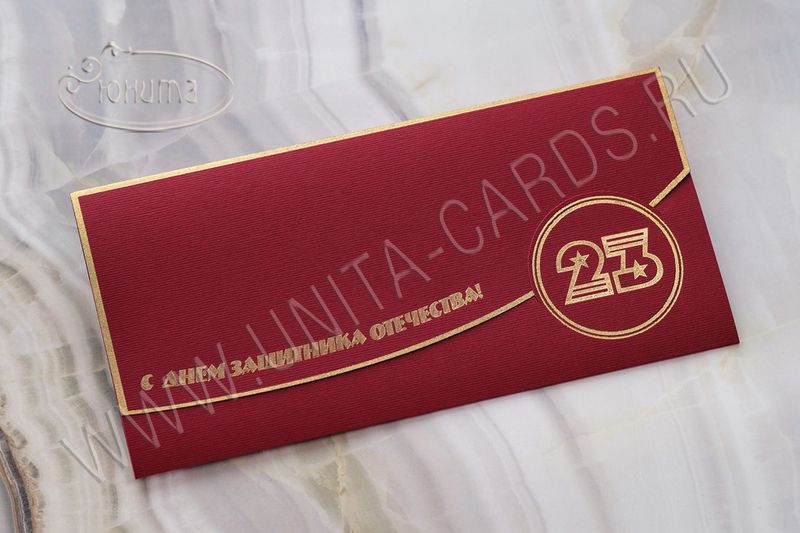 Юнита
WWW.UNITA-CARDS.RU
23
С ДНЕМ ЗАЩИТНИКА ОТЕЧЕСТВА!